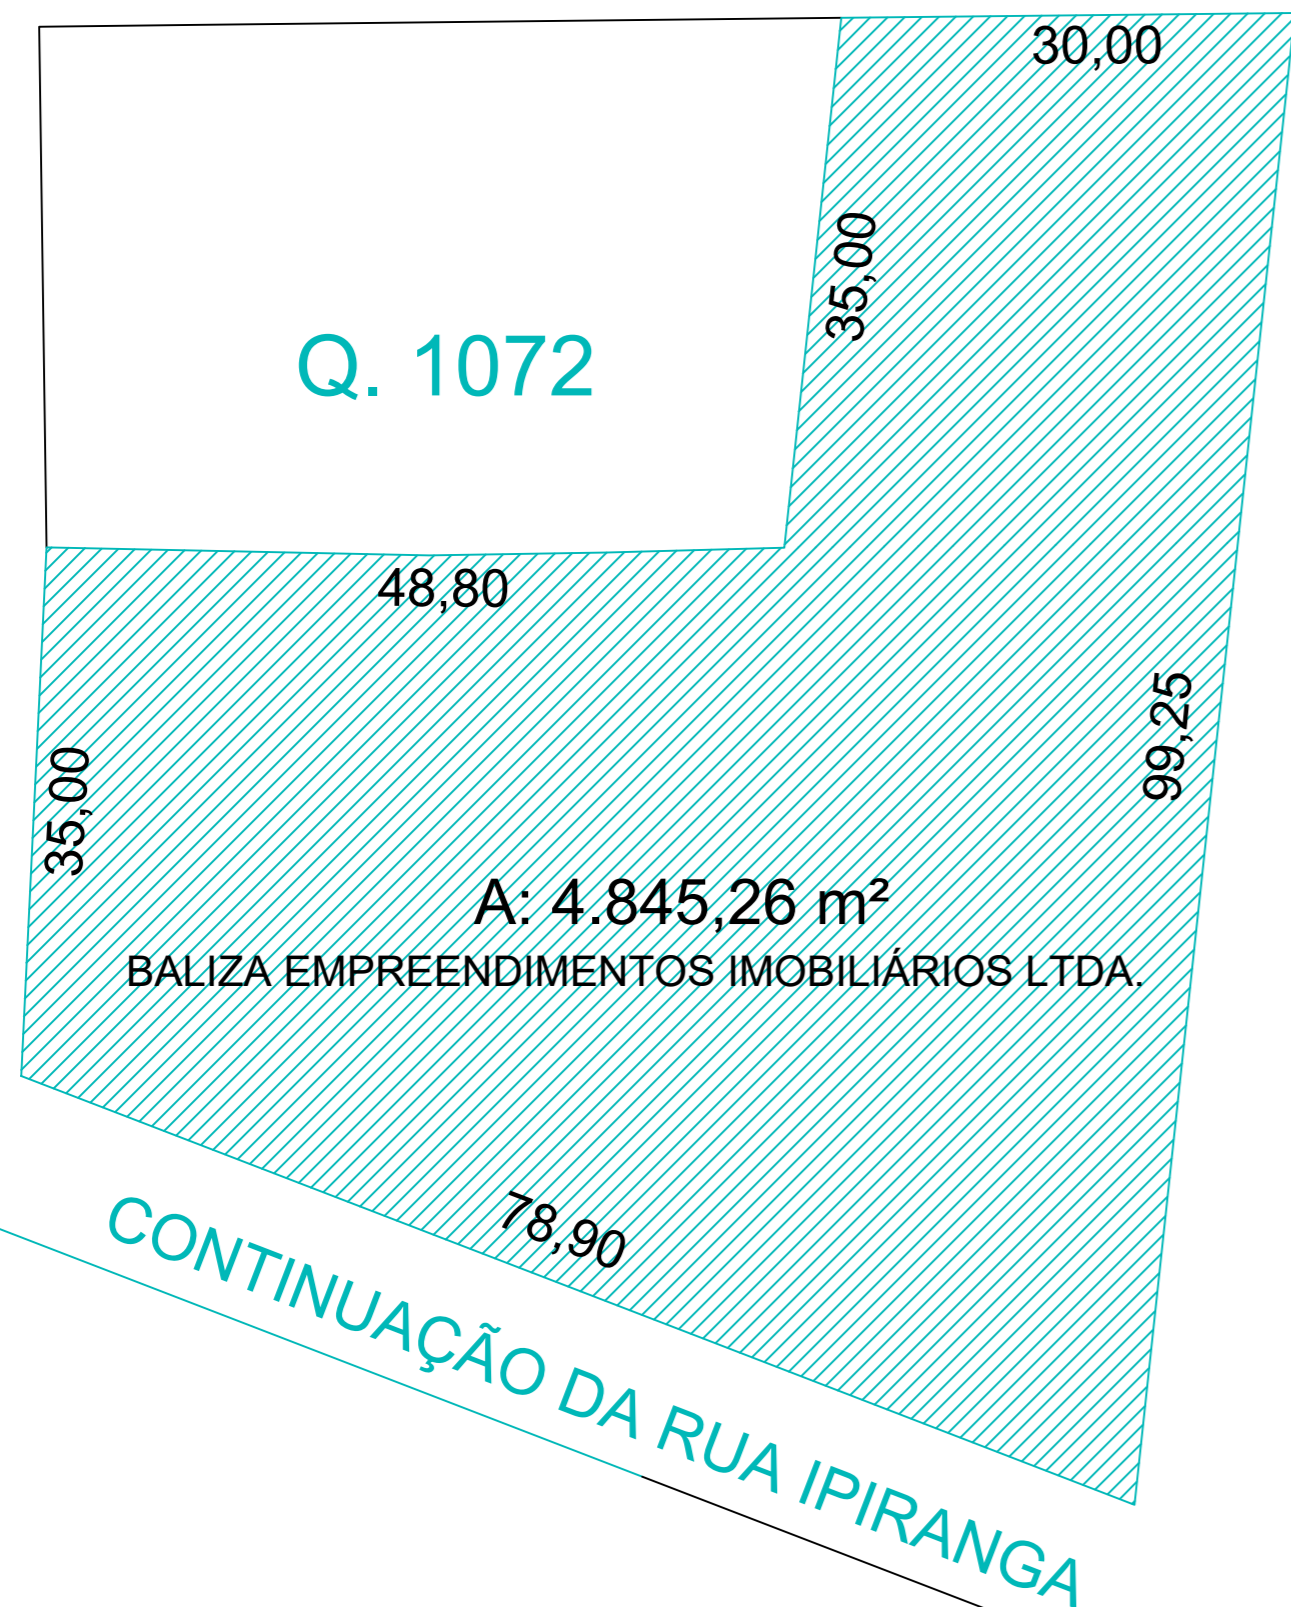 30,00
35,00
Q. 1072
48,80
99,25
35,00
A: 4.845,26 m²
BALIZA EMPREENDIMENTOS IMOBILIÁRIOS LTDA.
78,90
CONTINUAÇÃO DA RUA IPIRANGA